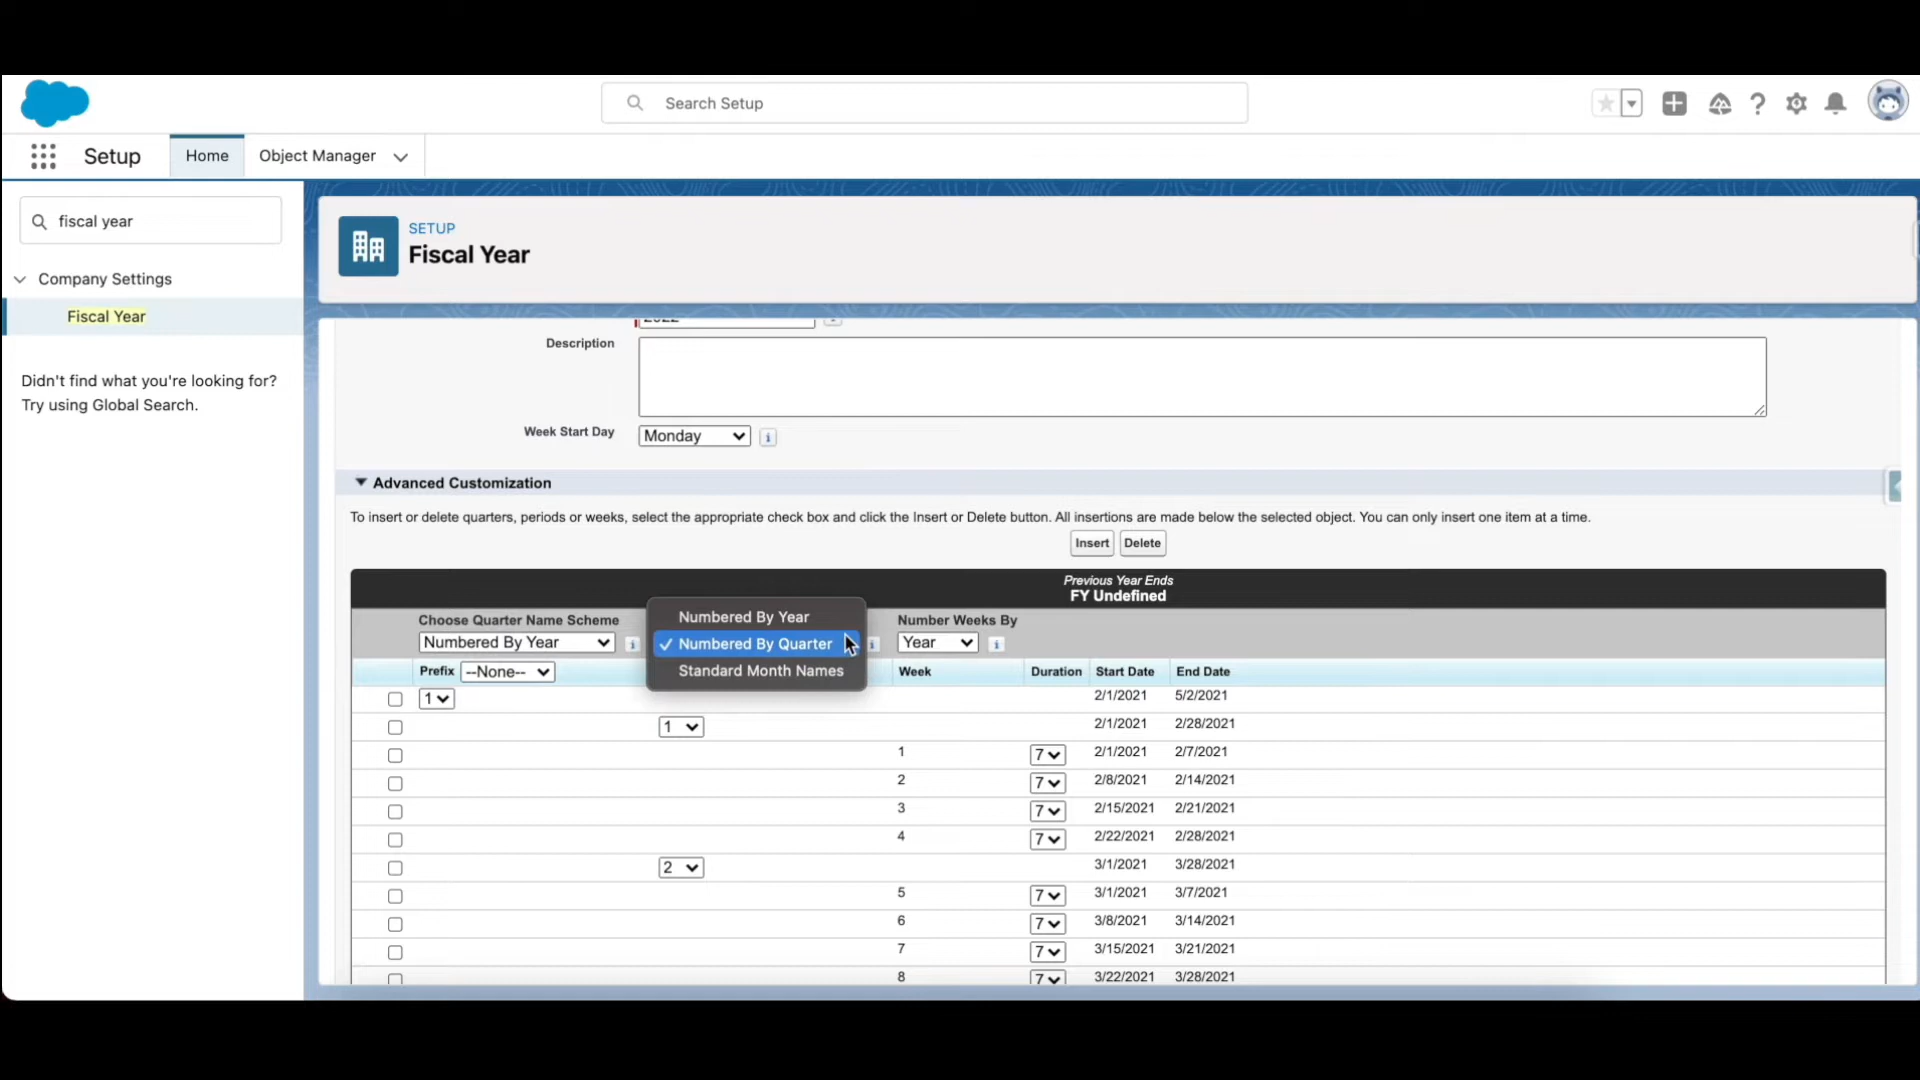 Search Setup
Setup
Home
Object Manager
fiscal year
Company Settings
Fiscal Year
Didn't find what you're looking for?
Try using Global Search.
SETUP
Fiscal Year
2022
Description
Week Start Day
Monday
Advanced Customization
To insert or delete quarters, periods or weeks, select the appropriate check box and click the Insert or Delete button. All insertions are made below the selected object. You can only insert one item at a time.
Insert Delete
Previous Year Ends
FY Undefined
Choose Quarter Name Scheme
Numbered By Year
Numbered By Year
Numbered By Quarter
Standard Month Names
Number Weeks By
Year
Prefix --None-- Week Duration Start Date End Date
1 2/1/2021 5/2/2021
1 2/1/2021 2/28/2021
1 7 2/1/2021 2/7/2021
2 7 2/8/2021 2/14/2021
3 7 2/15/2021 2/21/2021
4 7 2/22/2021 2/28/2021
2 3/1/2021 3/28/2021
5 7 3/1/2021 3/7/2021
6 7 3/8/2021 3/14/2021
7 7 3/15/2021 3/21/2021
8 7 3/22/2021 3/28/2021